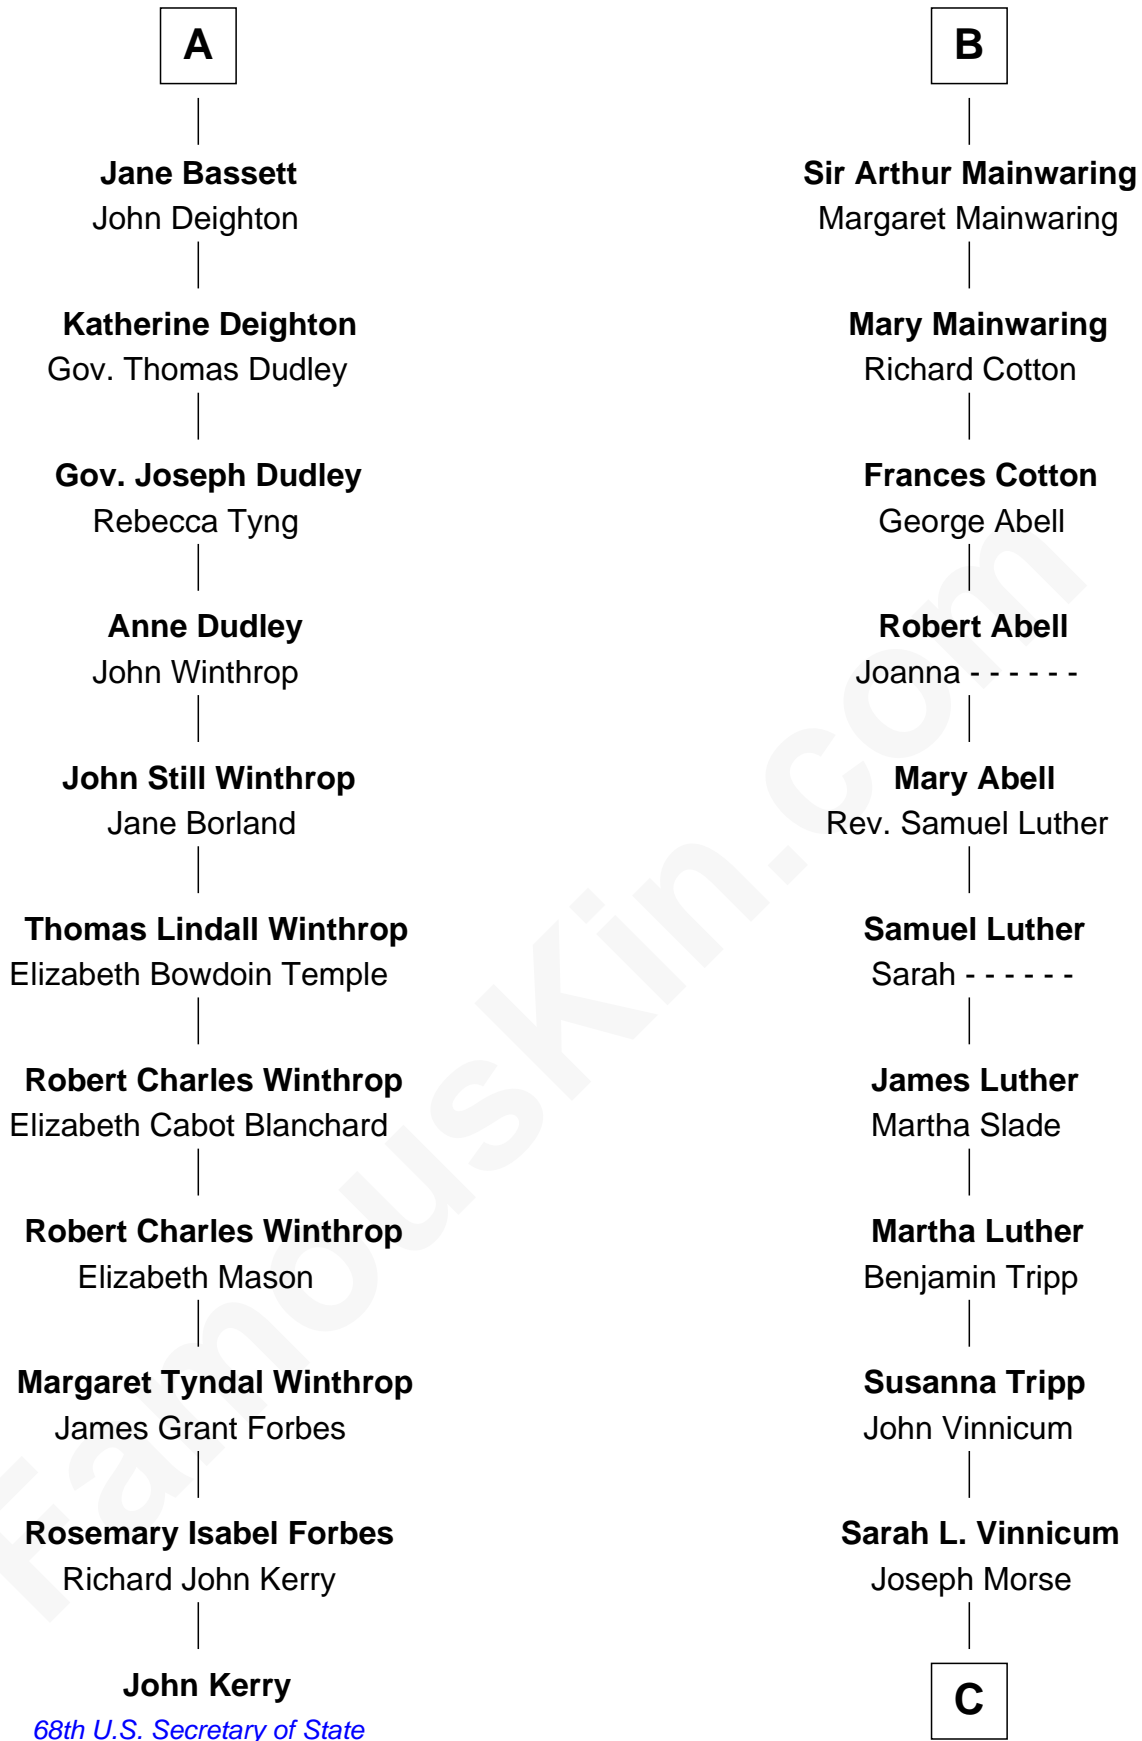 A
Jane Bassett
John Deighton
Katherine Deighton
Gov. Thomas Dudley
Gov. Joseph Dudley
Rebecca Tyng
Anne Dudley
John Winthrop
John Still Winthrop
Jane Borland
Thomas Lindall Winthrop
Elizabeth Bowdoin Temple
Robert Charles Winthrop
Elizabeth Cabot Blanchard
Robert Charles Winthrop
Elizabeth Mason
Margaret Tyndal Winthrop
James Grant Forbes
Rosemary Isabel Forbes
Richard John Kerry
John Kerry
68th U.S. Secretary of State
B
Sir Arthur Mainwaring
Margaret Mainwaring
Mary Mainwaring
Richard Cotton
Frances Cotton
George Abell
Robert Abell
Joanna - - - - - -
Mary Abell
Rev. Samuel Luther
Samuel Luther
Sarah - - - - - -
James Luther
Martha Slade
Martha Luther
Benjamin Tripp
Susanna Tripp
John Vinnicum
Sarah L. Vinnicum
Joseph Morse
C
FamousKin.com